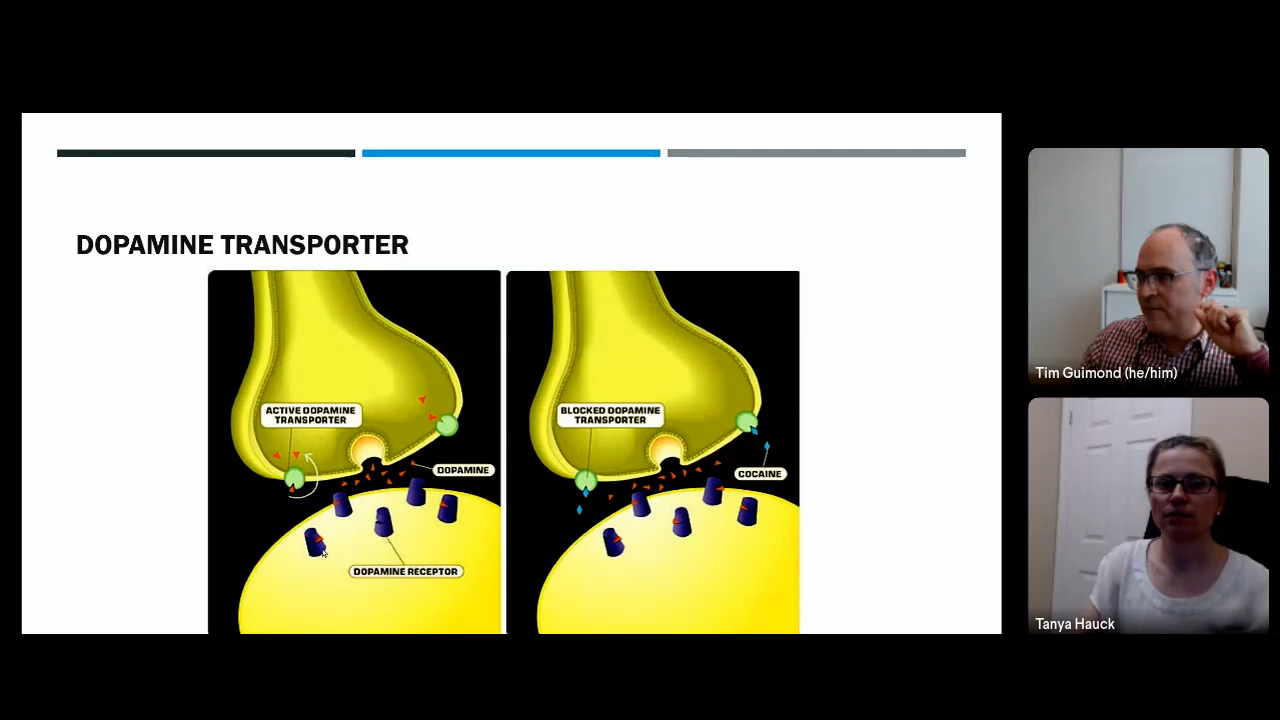 DOPAMINE TRANSPORTER
ACTIVE DOPAMINE
TRANSPORTER
DOPAMINE
DOPAMINE RECEPTOR
BLOCKED DOPAMINE
TRANSPORTER
COCAINE
Tim Guimond (he/him)
Tanya Hauck